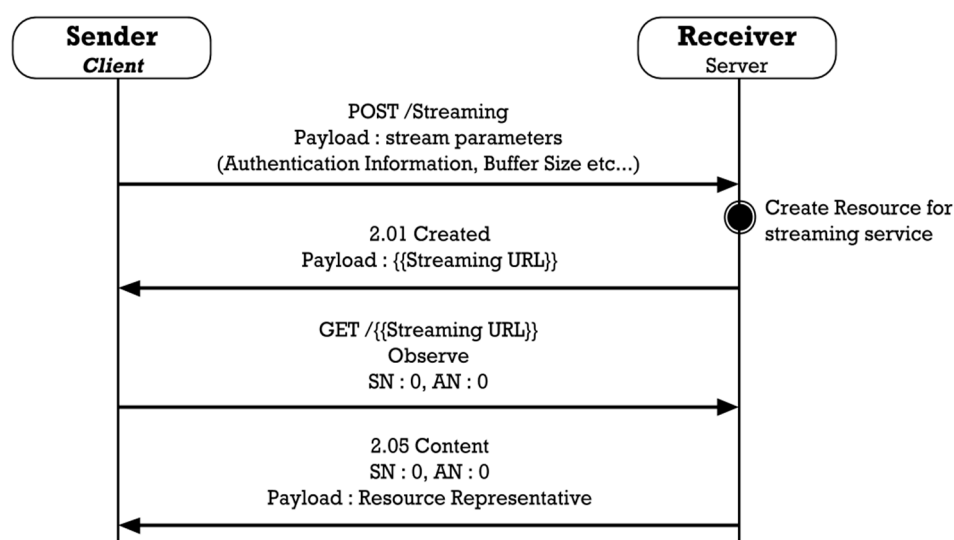 Sender
Client
Receiver
Server
POST /Streaming
Payload : stream parameters
(Authentication Information, Buffer Size etc...)
Create Resource for
streaming service
2.01 Created
Payload : {{Streaming URL}}
GET /{{Streaming URL}}
Observe
SN : 0, AN : 0
2.05 Content
SN : 0, AN : 0
Payload : Resource Representative